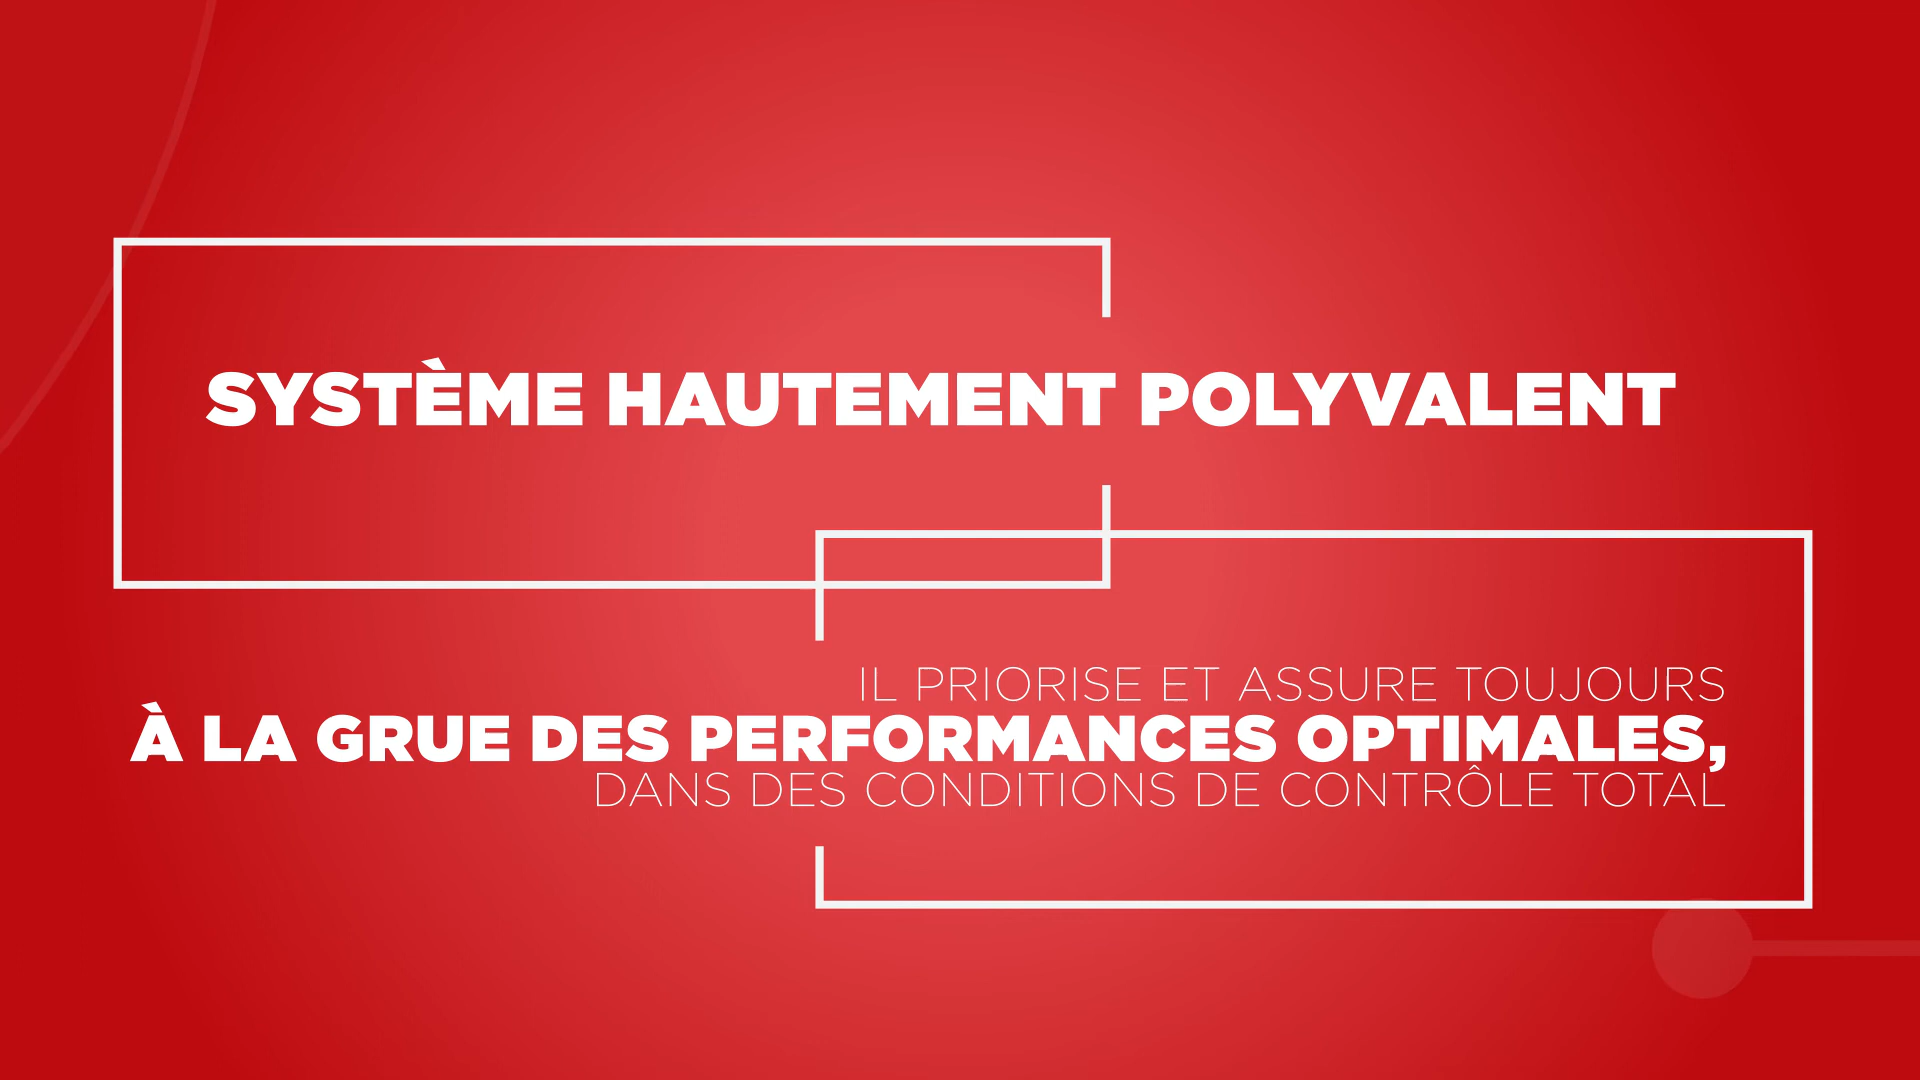 SYSTÈME HAUTEMENT POLYVALENT
IL PRIORISE ET ASSURE TOUJOURS
À LA GRUE DES PERFORMANCES OPTIMALES,
DANS DES CONDITIONS DE CONTRÔLE TOTAL